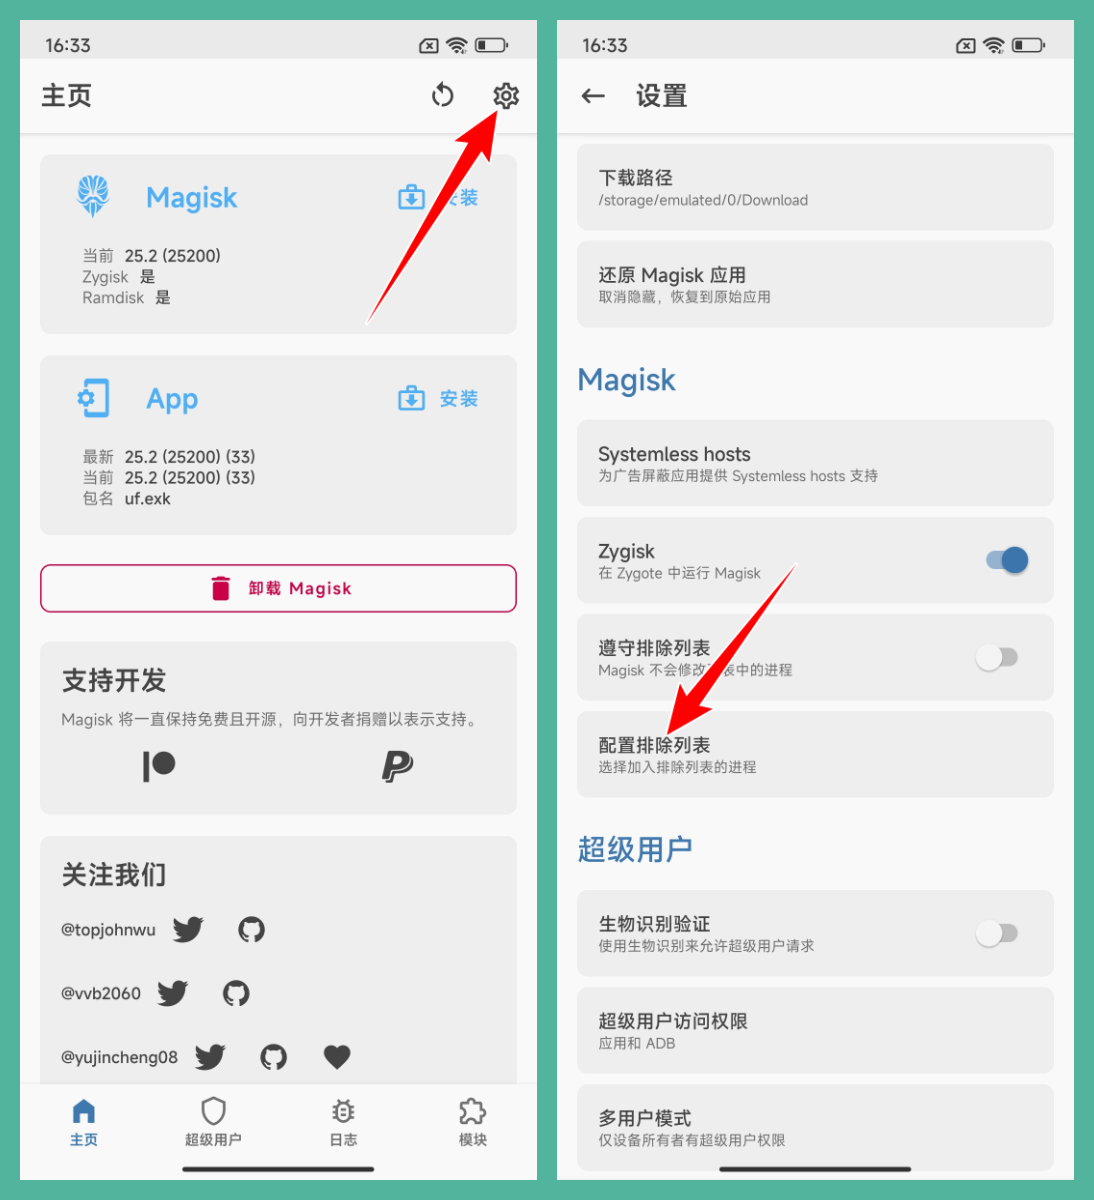 16:33
主页
Magisk
安装
当前 25.2 (25200)
Zygisk 是
Ramdisk 是
App
安装
最新 25.2 (25200) (33)
当前 25.2 (25200) (33)
包名 uf.exk
卸载 Magisk
支持开发
Magisk 将一直保持免费且开源，向开发者捐赠以表示支持。
关注我们
@topjohnwu
@vvb2060
@yujincheng08
主页
超级用户
日志
模块
16:33
设置
下载路径
/storage/emulated/0/Download
还原 Magisk 应用
取消隐藏，恢复到原始应用
Magisk
Systemless hosts
为广告屏蔽应用提供 Systemless hosts 支持
Zygisk
在 Zygote 中运行 Magisk
遵守排除列表
Magisk 不会修改列表中的进程
配置排除列表
选择加入排除列表的进程
超级用户
生物识别验证
使用生物识别来允许超级用户请求
超级用户访问权限
应用和 ADB
多用户模式
仅设备所有者有超级用户权限